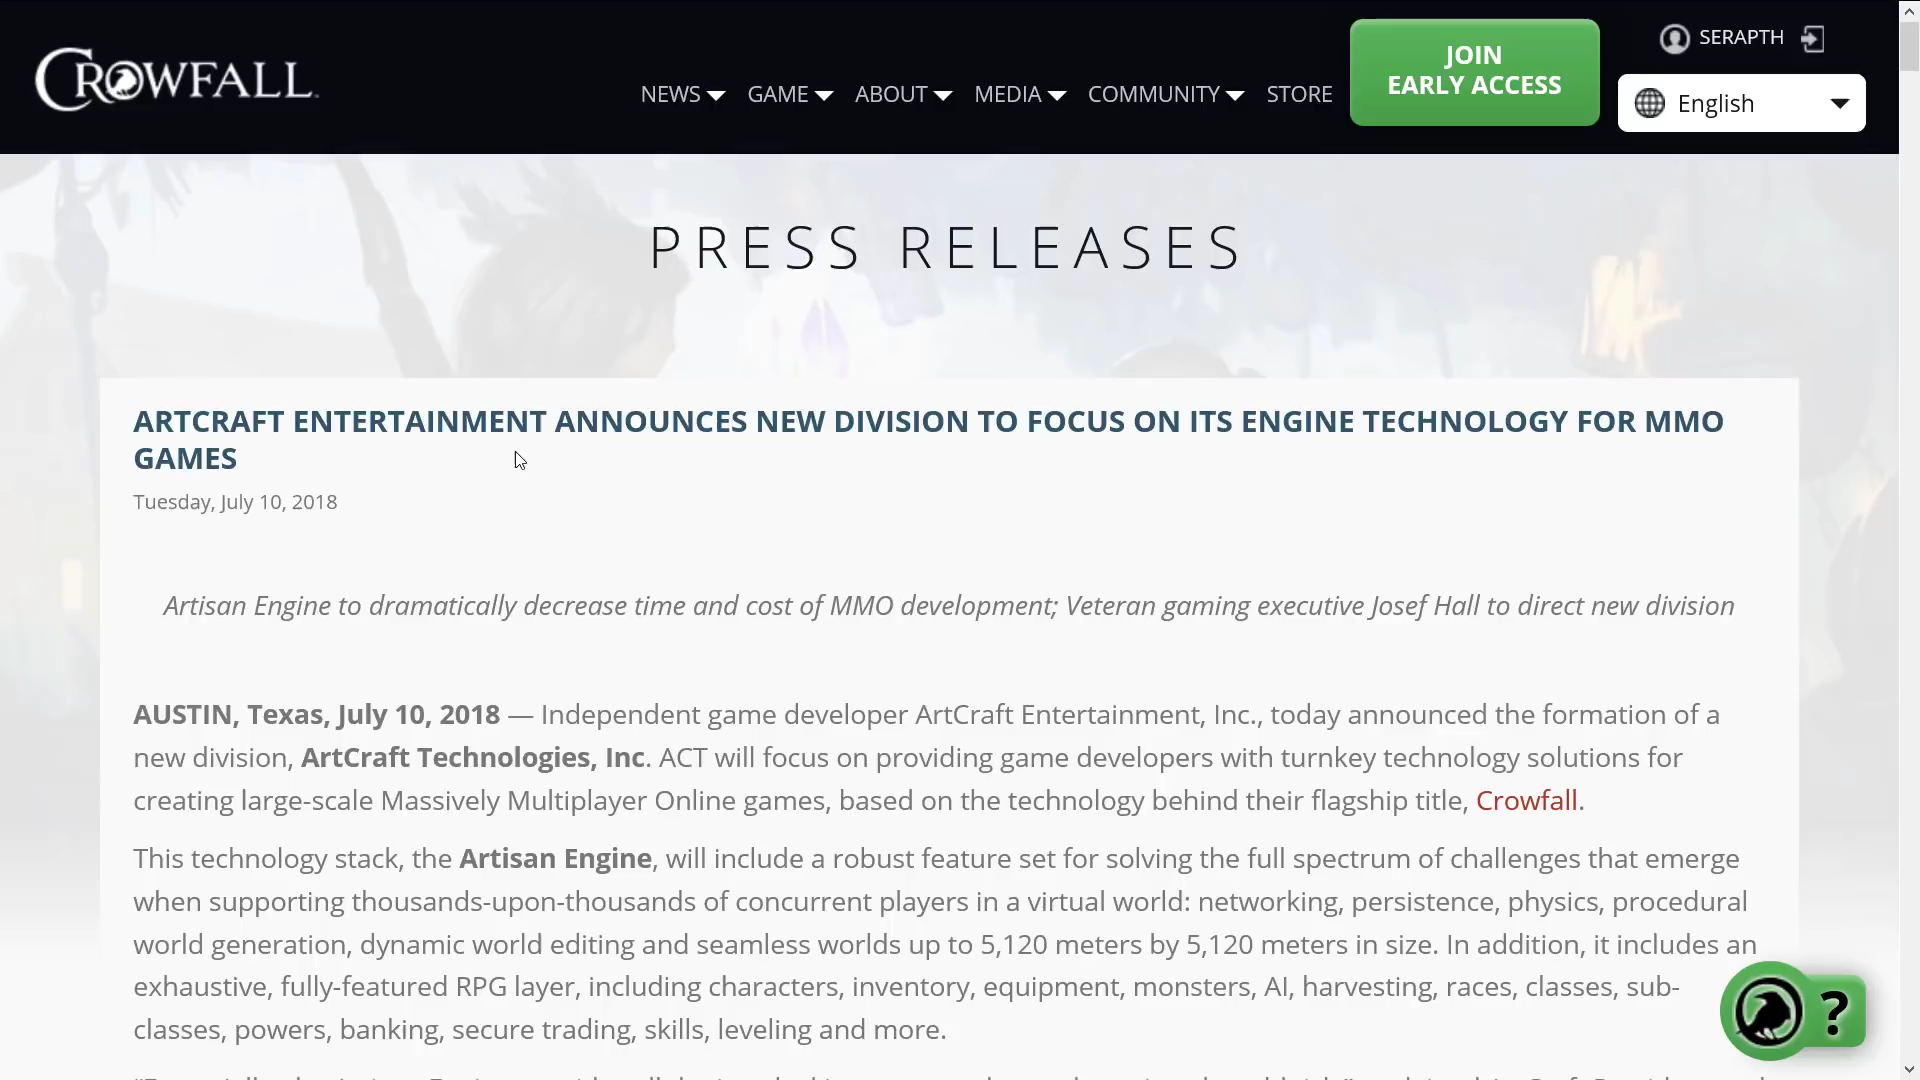 CROWFALL
NEWS GAME ABOUT MEDIA COMMUNITY STORE
JOIN
EARLY ACCESS
SERAPTH
English
PRESS RELEASES
ARTCRAFT ENTERTAINMENT ANNOUNCES NEW DIVISION TO FOCUS ON ITS ENGINE TECHNOLOGY FOR MMO
GAMES
Tuesday, July 10, 2018
Artisan Engine to dramatically decrease time and cost of MMO development; Veteran gaming executive Josef Hall to direct new division
AUSTIN, Texas, July 10, 2018 — Independent game developer ArtCraft Entertainment, Inc., today announced the formation of a
new division, ArtCraft Technologies, Inc. ACT will focus on providing game developers with turnkey technology solutions for
creating large-scale Massively Multiplayer Online games, based on the technology behind their flagship title, Crowfall.
This technology stack, the Artisan Engine, will include a robust feature set for solving the full spectrum of challenges that emerge
when supporting thousands-upon-thousands of concurrent players in a virtual world: networking, persistence, physics, procedural
world generation, dynamic world editing and seamless worlds up to 5,120 meters by 5,120 meters in size. In addition, it includes an
exhaustive, fully-featured RPG layer, including characters, inventory, equipment, monsters, AI, harvesting, races, classes, sub-
classes, powers, banking, secure trading, skills, leveling and more.
?